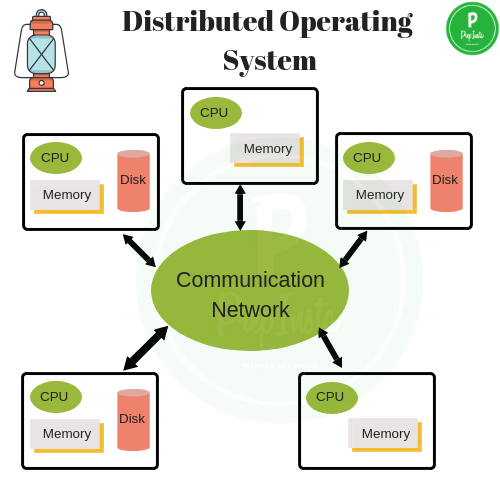 Distributed Operating
System
P
PrepInsta
CPU
Memory
CPU
Disk
Memory
CPU
Disk
Memory
Communication
Network
CPU
Disk
Memory
CPU
Memory